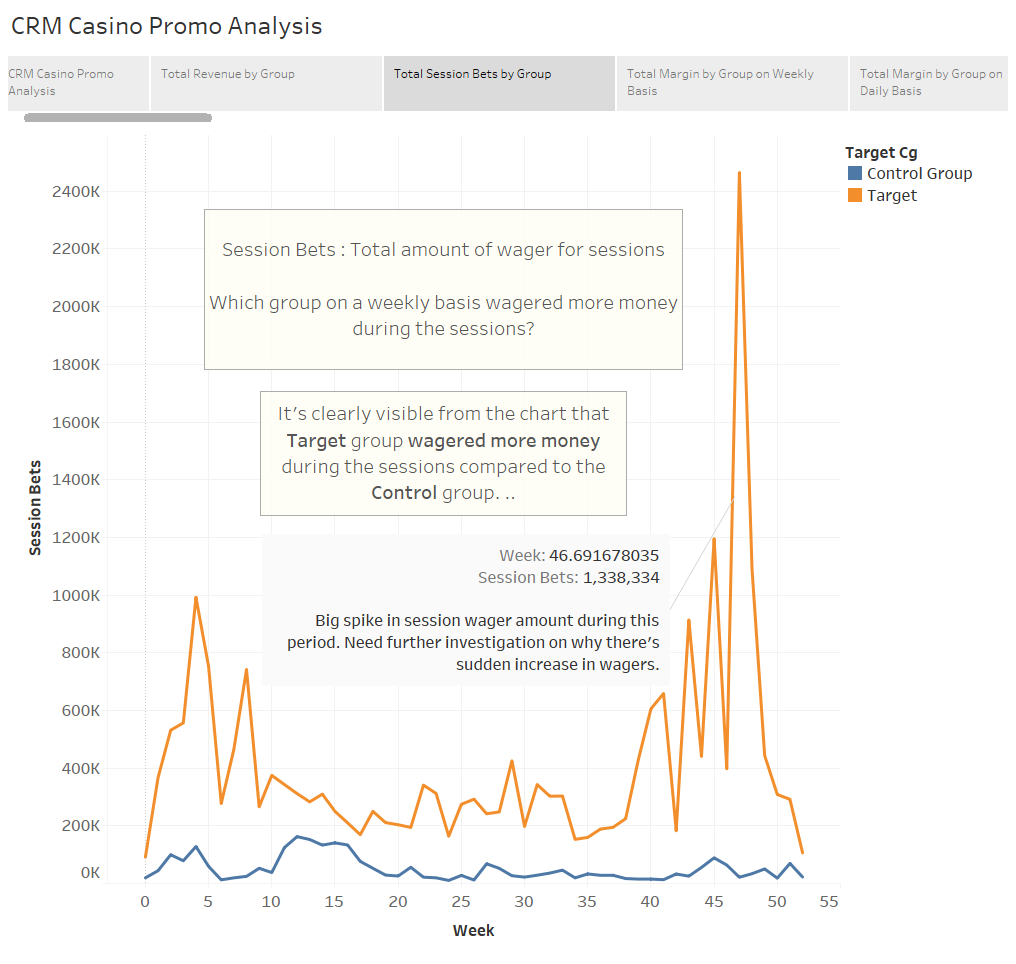 CRM Casino Promo Analysis
CRM Casino Promo
Analysis
Total Revenue by Group
Total Session Bets by Group
Total Margin by Group on Weekly
Basis
Total Margin by Group on
Daily Basis
Target Cg
Control Group
Target
2400K
2200K
2000K
1800K
1600K
1400K
1200K
1000K
800K
600K
400K
200K
0K
Session Bets
Session Bets : Total amount of wager for sessions
Which group on a weekly basis wagered more money
during the sessions?
It's clearly visible from the chart that
Target group wagered more money
during the sessions compared to the
Control group. ..
Week: 46.691678035
Session Bets: 1,338,334
Big spike in session wager amount during this
period. Need further investigation on why there's
sudden increase in wagers.
0 5 10 15 20 25 30 35 40 45 50 55
Week